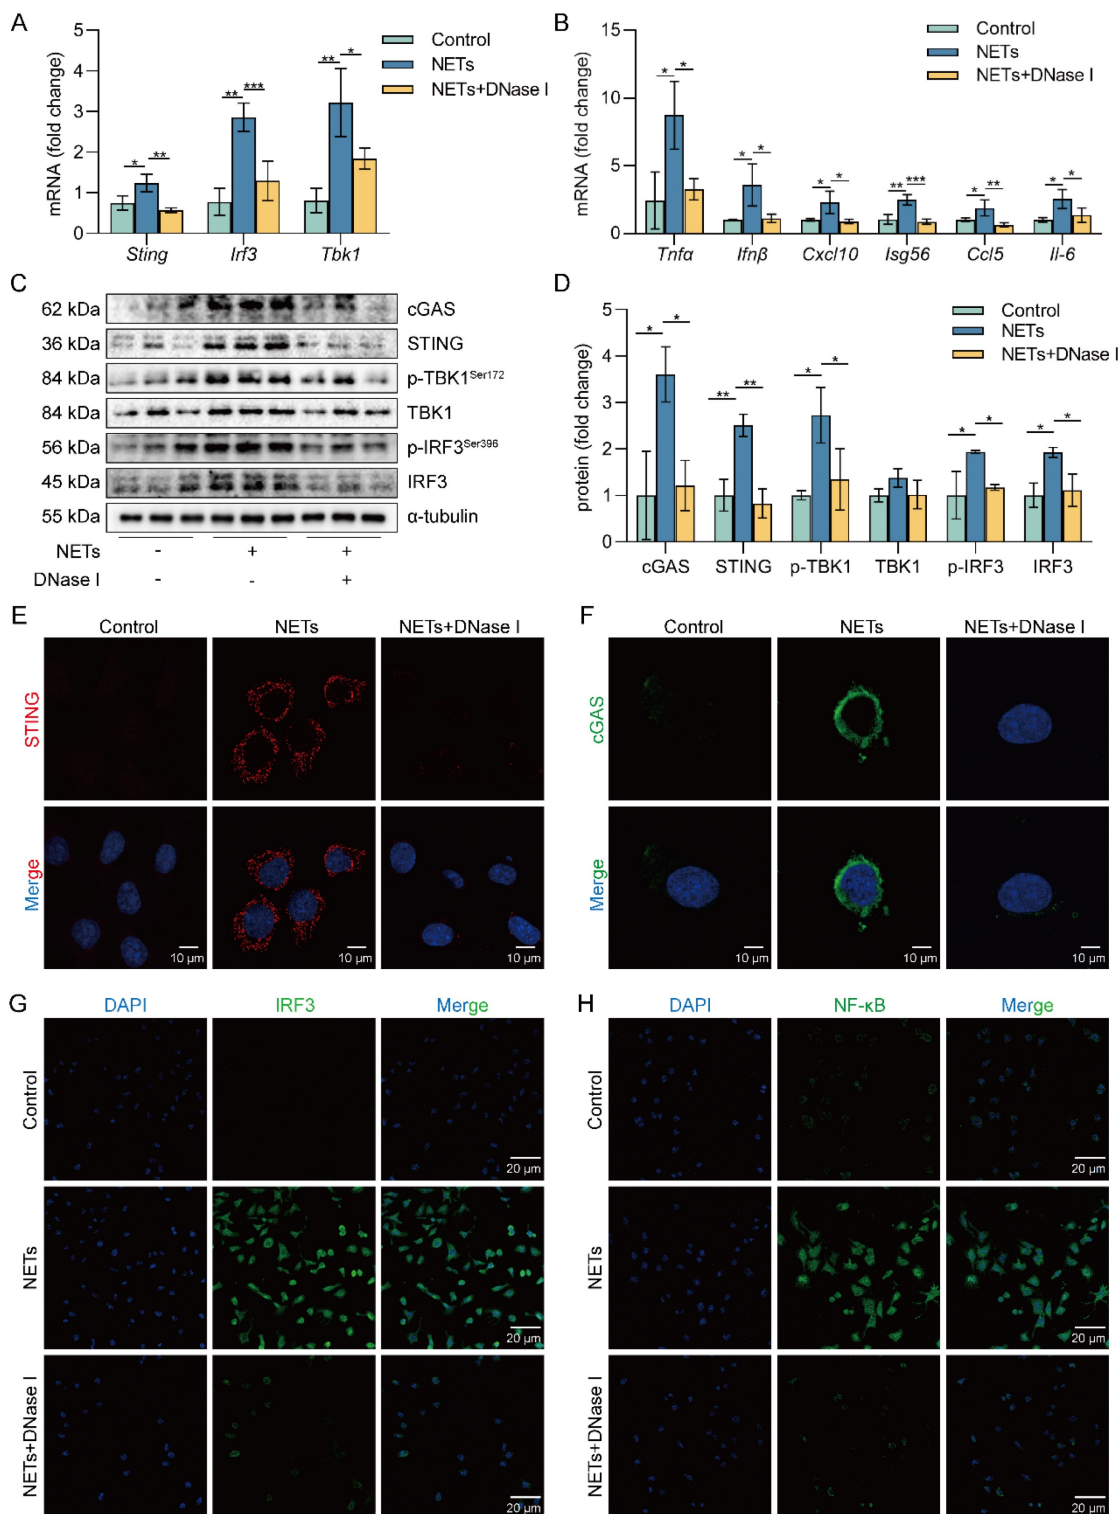 A
mRNA (fold change)
5
4
3
2
1
0
Control
NETs
NETs+DNase I
* **
** ***
** *
Sting Irf3 Tbk1
B
mRNA (fold change)
15
10
5
0
Control
NETs
NETs+DNase I
* *
* *
* *
** ***
* **
* *
Tnfα Ifnβ Cxcl10 Isg56 Ccl5 Il-6
C
62 kDa cGAS
36 kDa STING
84 kDa p-TBK1Ser172
84 kDa TBK1
56 kDa p-IRF3Ser396
45 kDa IRF3
55 kDa α-tubulin
NETs - + +
DNase I - - +
D
protein (fold change)
5
4
3
2
1
0
Control
NETs
NETs+DNase I
* *
** **
* *
* *
* *
cGAS STING p-TBK1 TBK1 p-IRF3 IRF3
E
Control NETs NETs+DNase I
STING
Merge
10 µm 10 µm 10 µm
F
Control NETs NETs+DNase I
cGAS
Merge
10 µm 10 µm 10 µm
G
DAPI IRF3 Merge
Control
20 µm
NETs
20 µm
NETs+DNase I
20 µm
H
DAPI NF-κB Merge
Control
20 µm
NETs
20 µm
NETs+DNase I
20 µm